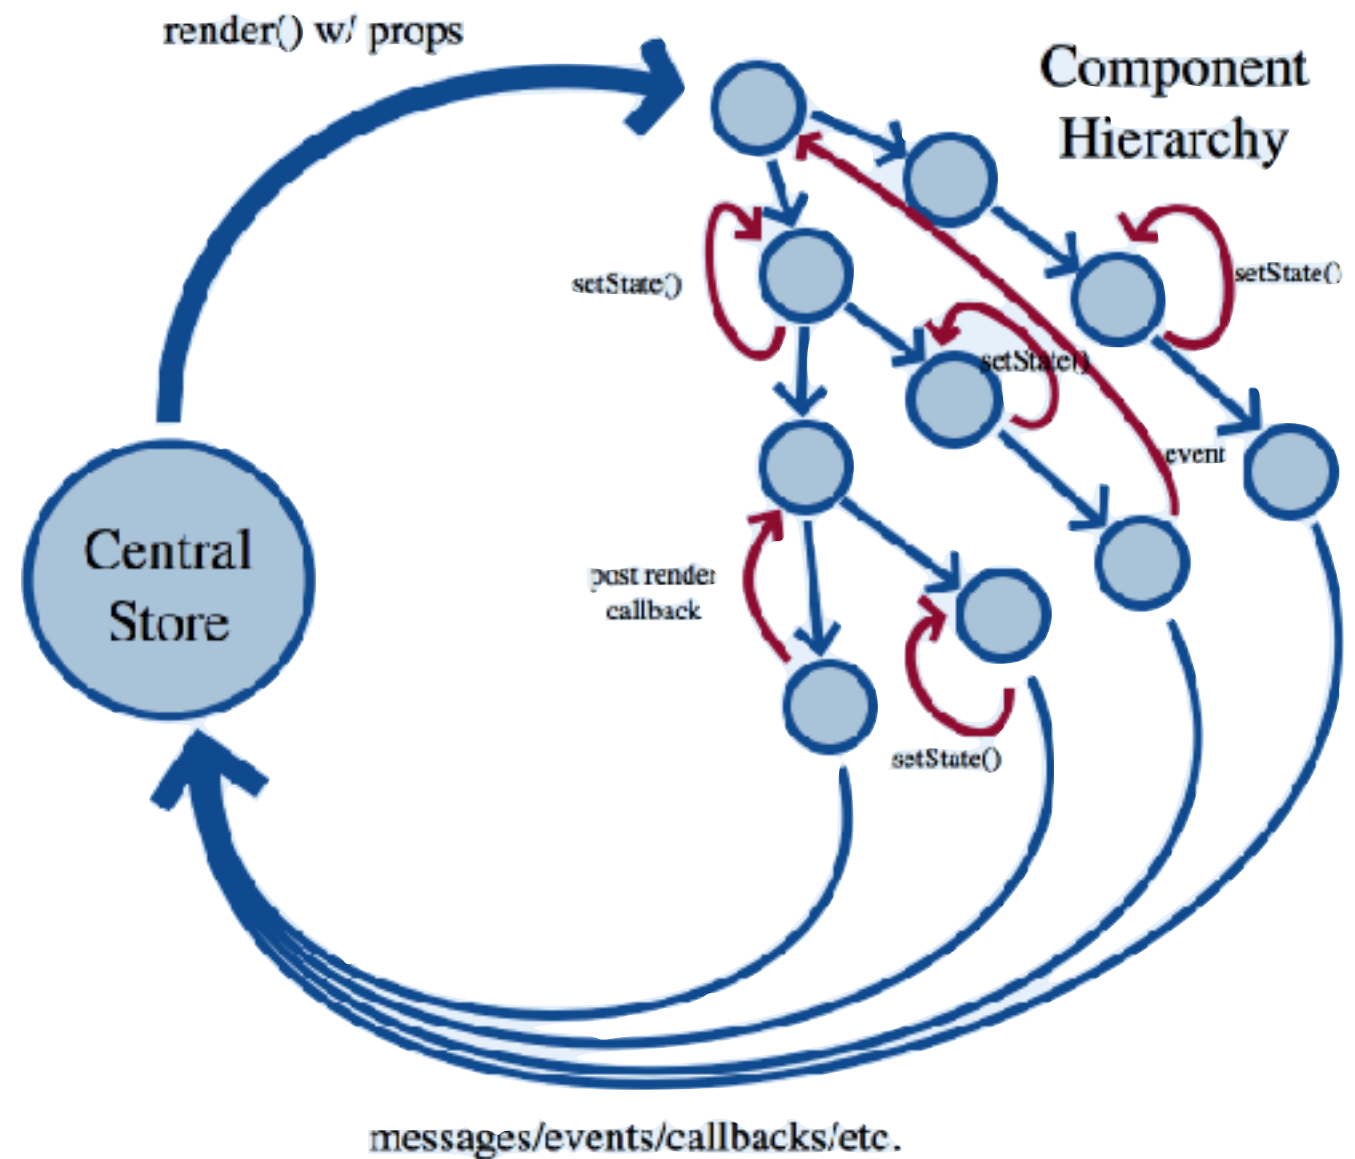 render() w/ props
Component
Hierarchy
setState()
setState()
setState()
event
Central
Store
post render
callback
setState()
messages/events/callbacks/etc.